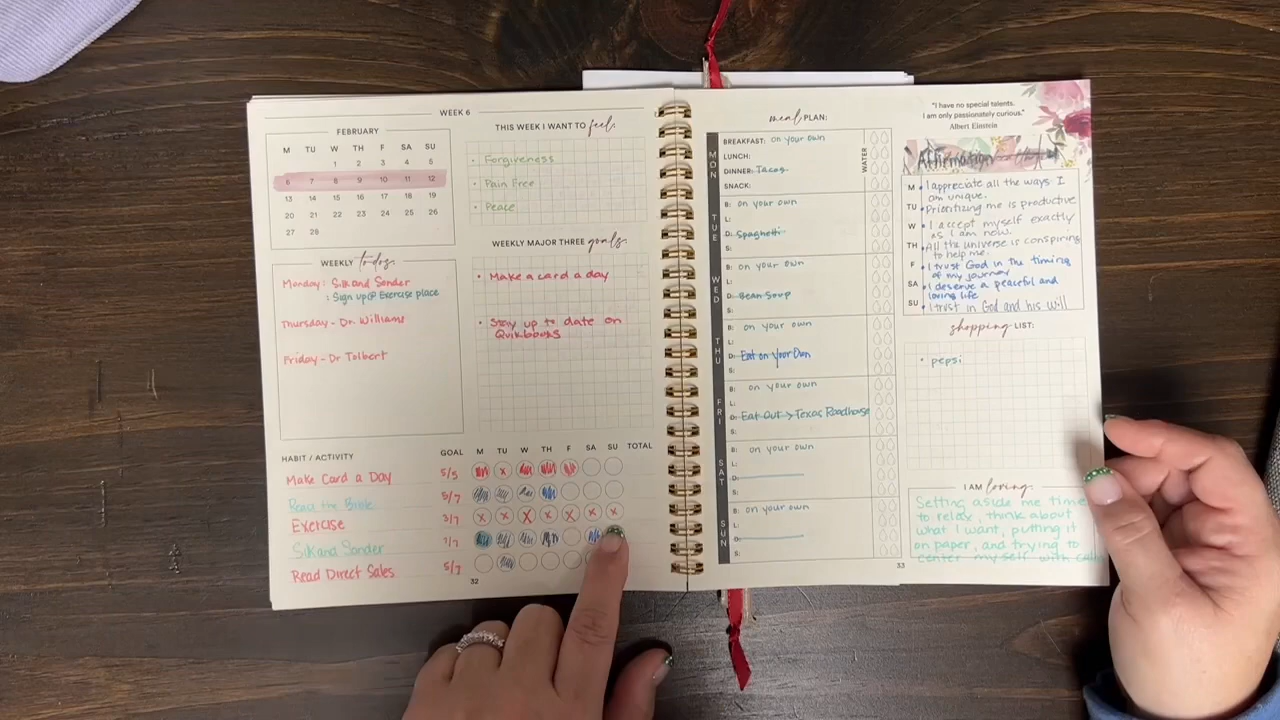 WEEK 6
FEBRUARY
M TU W TH F SA SU
1 2 3 4 5
6 7 8 9 10 11 12
13 14 15 16 17 18 19
20 21 22 23 24 25 26
27 28
WEEKLY to-dos:
Monday: Silk and Sonder
: Sign up @ Exercise place
Thursday - Dr. Williams
Friday - Dr Tolbert
THIS WEEK I WANT TO feel:
• Forgiveness
• Pain Free
• Peace
WEEKLY MAJOR THREE goals:
• Make a card a day
• Stay up to date on
Quikbooks
HABIT / ACTIVITY GOAL M TU W TH F SA SU TOTAL
Make Card a Day 5/5 X
Read the Bible 5/7
Exercise 3/7 X X X X X X X
Silk and Sonder 7/7
Read Direct Sales 5/7
32
meal PLAN:
WATER
MON
BREAKFAST: on your own
LUNCH:
DINNER: Tacos
SNACK:
TUE
B: on your own
L:
D: Spaghetti
S:
WED
B: on your own
L:
D: Bean Soup
S:
THU
B: on your own
L:
D: Eat on Your Own
S:
FRI
B: on your own
L:
D: Eat Out > Texas Roadhouse
S:
SAT
B: on your own
L:
D:
S:
SUN
B: on your own
L:
D:
S:
33
"I have no special talents.
I am only passionately curious."
Albert Einstein
Affirmation
M • I appreciate all the ways I
am unique.
TU • Prioritizing me is productive
W • I accept myself exactly
as I am now.
TH • All the universe is conspiring
to help me.
F • I trust God in the timing
of my journey
SA • I deserve a peaceful and
loving life
SU • I trust in God and his will
shopping LIST:
• pepsi
I AM loving:
Setting aside me time
to relax, think about
what I want, putting it
on paper, and trying to
center myself with